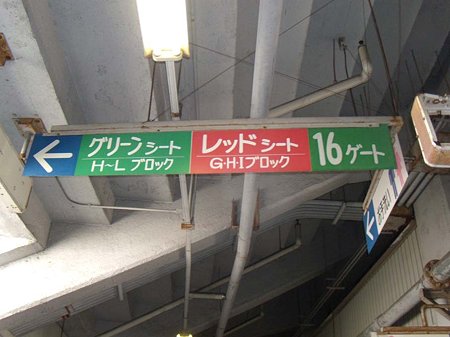 グリーンシート
H~L ブロック
レッドシート
G・H・Iブロック
16ゲート